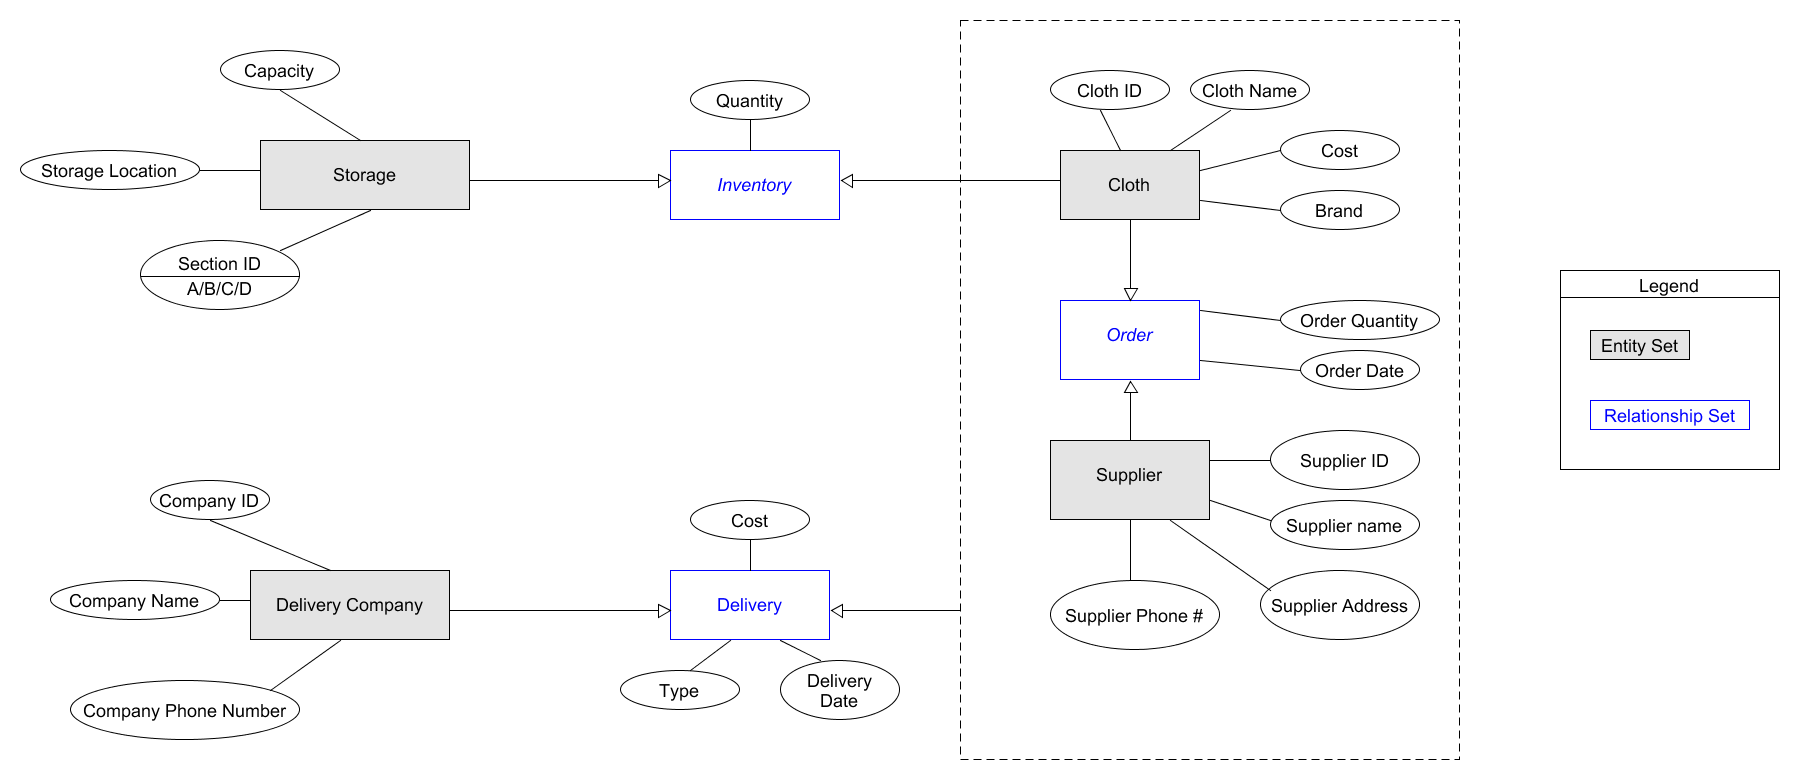 Capacity
Storage Location
Storage
Section ID
A/B/C/D
Quantity
Inventory
Cloth ID
Cloth Name
Cost
Brand
Cloth
Order
Order Quantity
Order Date
Supplier
Supplier ID
Supplier name
Supplier Address
Supplier Phone #
Legend
Entity Set
Relationship Set
Company ID
Company Name
Delivery Company
Company Phone Number
Cost
Delivery
Type
Delivery
Date